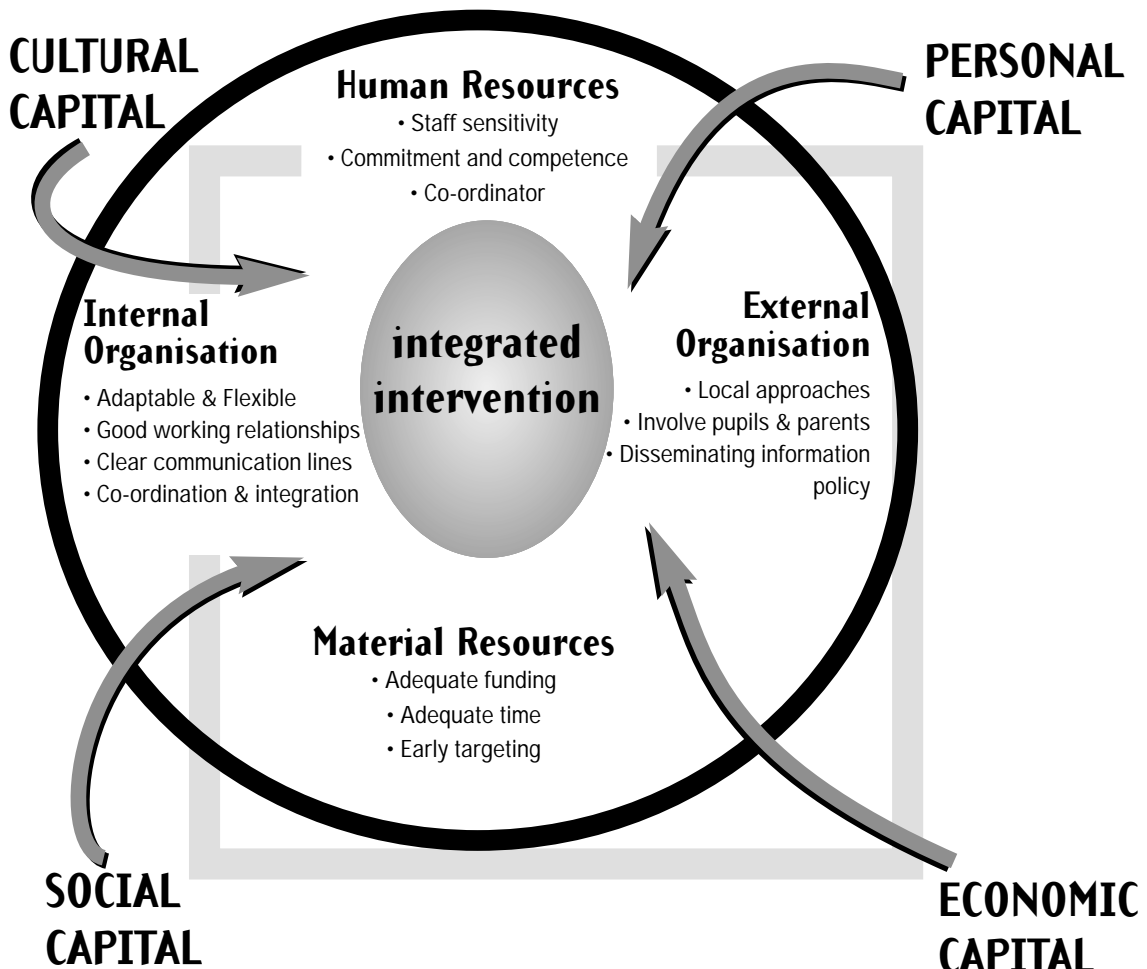 CULTURAL
CAPITAL
PERSONAL
CAPITAL
Human Resources
• Staff sensitivity
• Commitment and competence
• Co-ordinator
Internal
Organisation
• Adaptable & Flexible
• Good working relationships
• Clear communication lines
• Co-ordination & integration
integrated
intervention
External
Organisation
• Local approaches
• Involve pupils & parents
• Disseminating information
policy
Material Resources
• Adequate funding
• Adequate time
• Early targeting
SOCIAL
CAPITAL
ECONOMIC
CAPITAL